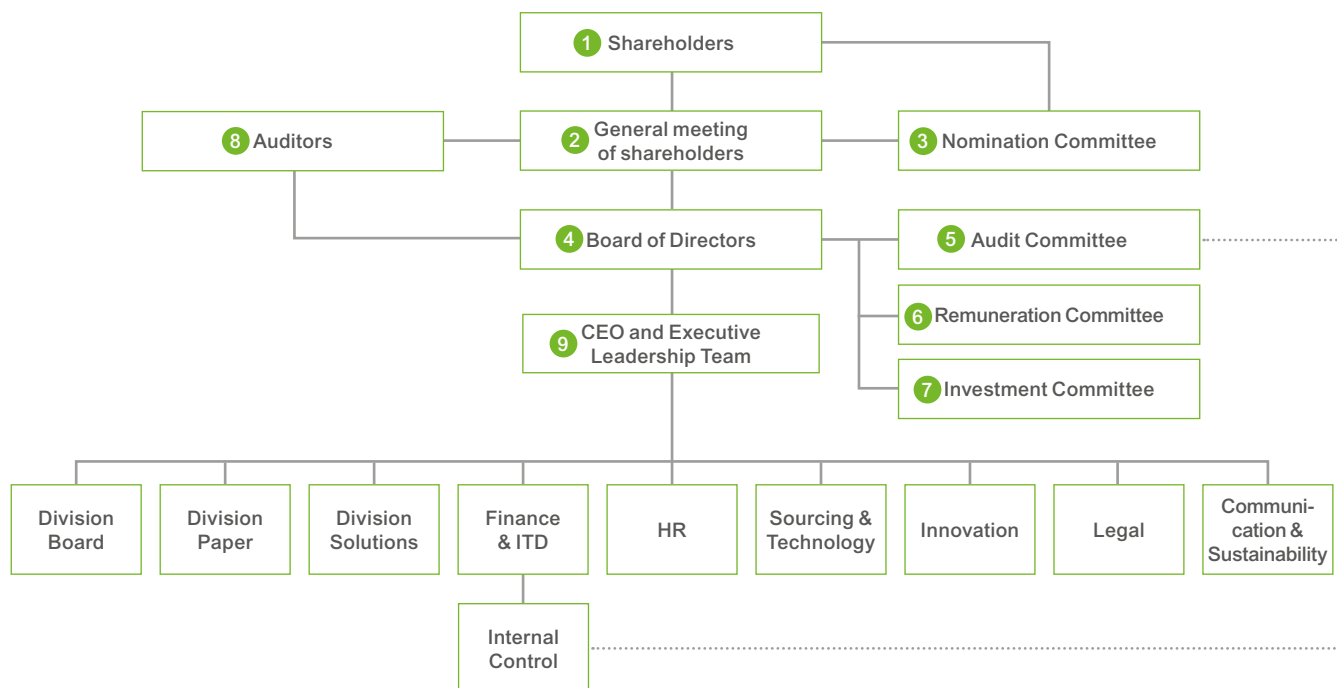 1 Shareholders
8 Auditors
2 General meeting
of shareholders
3 Nomination Committee
4 Board of Directors
5 Audit Committee
6 Remuneration Committee
9 CEO and Executive
Leadership Team
7 Investment Committee
Division
Board
Division
Paper
Division
Solutions
Finance
& ITD
HR
Sourcing &
Technology
Innovation
Legal
Communi-
cation &
Sustainability
Internal
Control